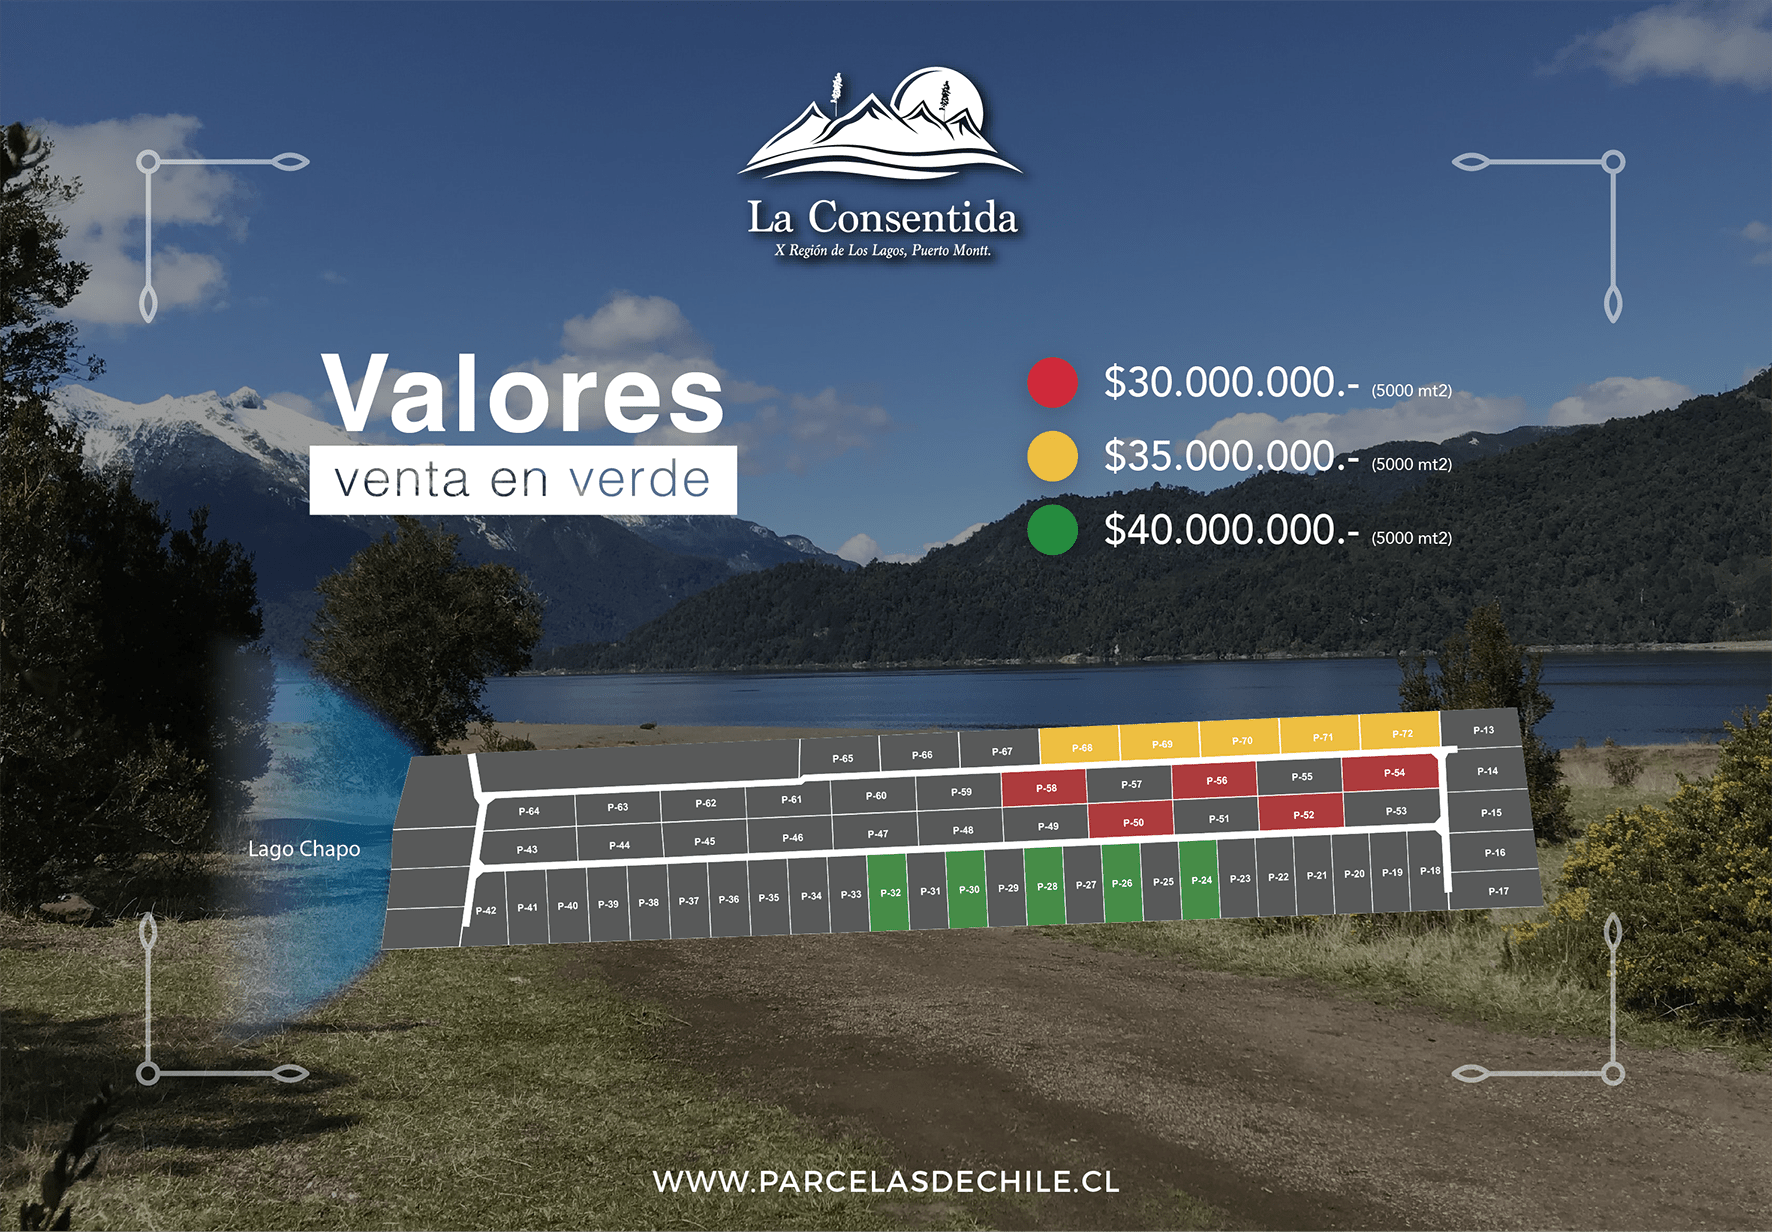 La Consentida
X Región de Los Lagos, Puerto Montt.
Valores
venta en verde
$30.000.000.- (5000 mt2)
$35.000.000.- (5000 mt2)
$40.000.000.- (5000 mt2)
P-65 P-66 P-67 P-68 P-69 P-70 P-71 P-72 P-13
P-64 P-63 P-62 P-61 P-60 P-59 P-58 P-57 P-56 P-55 P-54 P-14
P-43 P-44 P-45 P-46 P-47 P-48 P-49 P-50 P-51 P-52 P-53 P-15
Lago Chapo
P-16
P-42 P-41 P-40 P-39 P-38 P-37 P-36 P-35 P-34 P-33 P-32 P-31 P-30 P-29 P-28 P-27 P-26 P-25 P-24 P-23 P-22 P-21 P-20 P-19 P-18 P-17
WWW.PARCELASDECHILE.CL